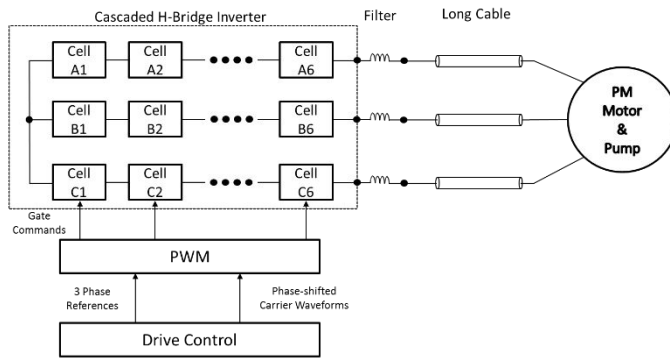 Cascaded H-Bridge Inverter
Filter
Long Cable
Cell
A1
Cell
A2
Cell
A6
Cell
B1
Cell
B2
Cell
B6
Cell
C1
Cell
C2
Cell
C6
PM
Motor
&
Pump
Gate
Commands
PWM
3 Phase
References
Phase-shifted
Carrier Waveforms
Drive Control